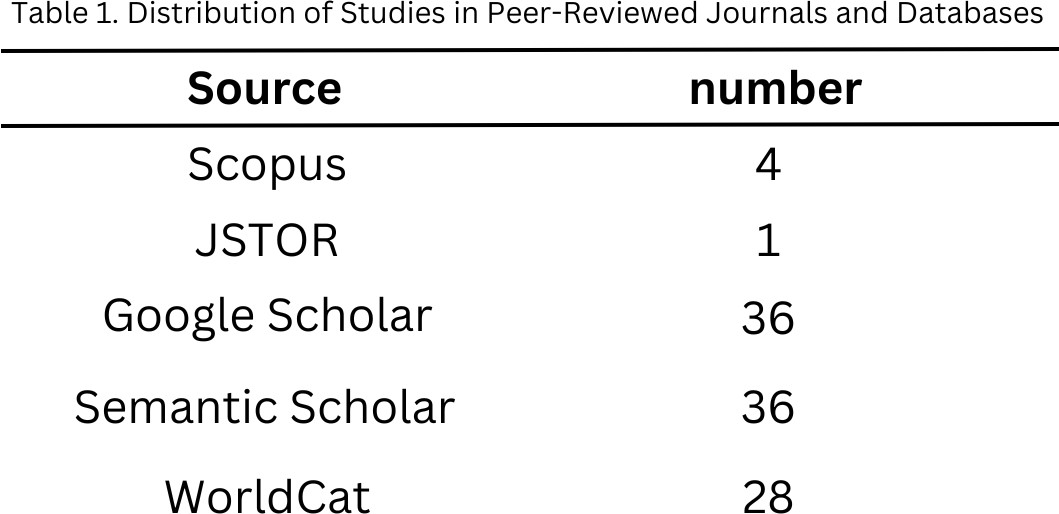 Table 1. Distribution of Studies in Peer-Reviewed Journals and Databases
Source number
Scopus 4
JSTOR 1
Google Scholar 36
Semantic Scholar 36
WorldCat 28